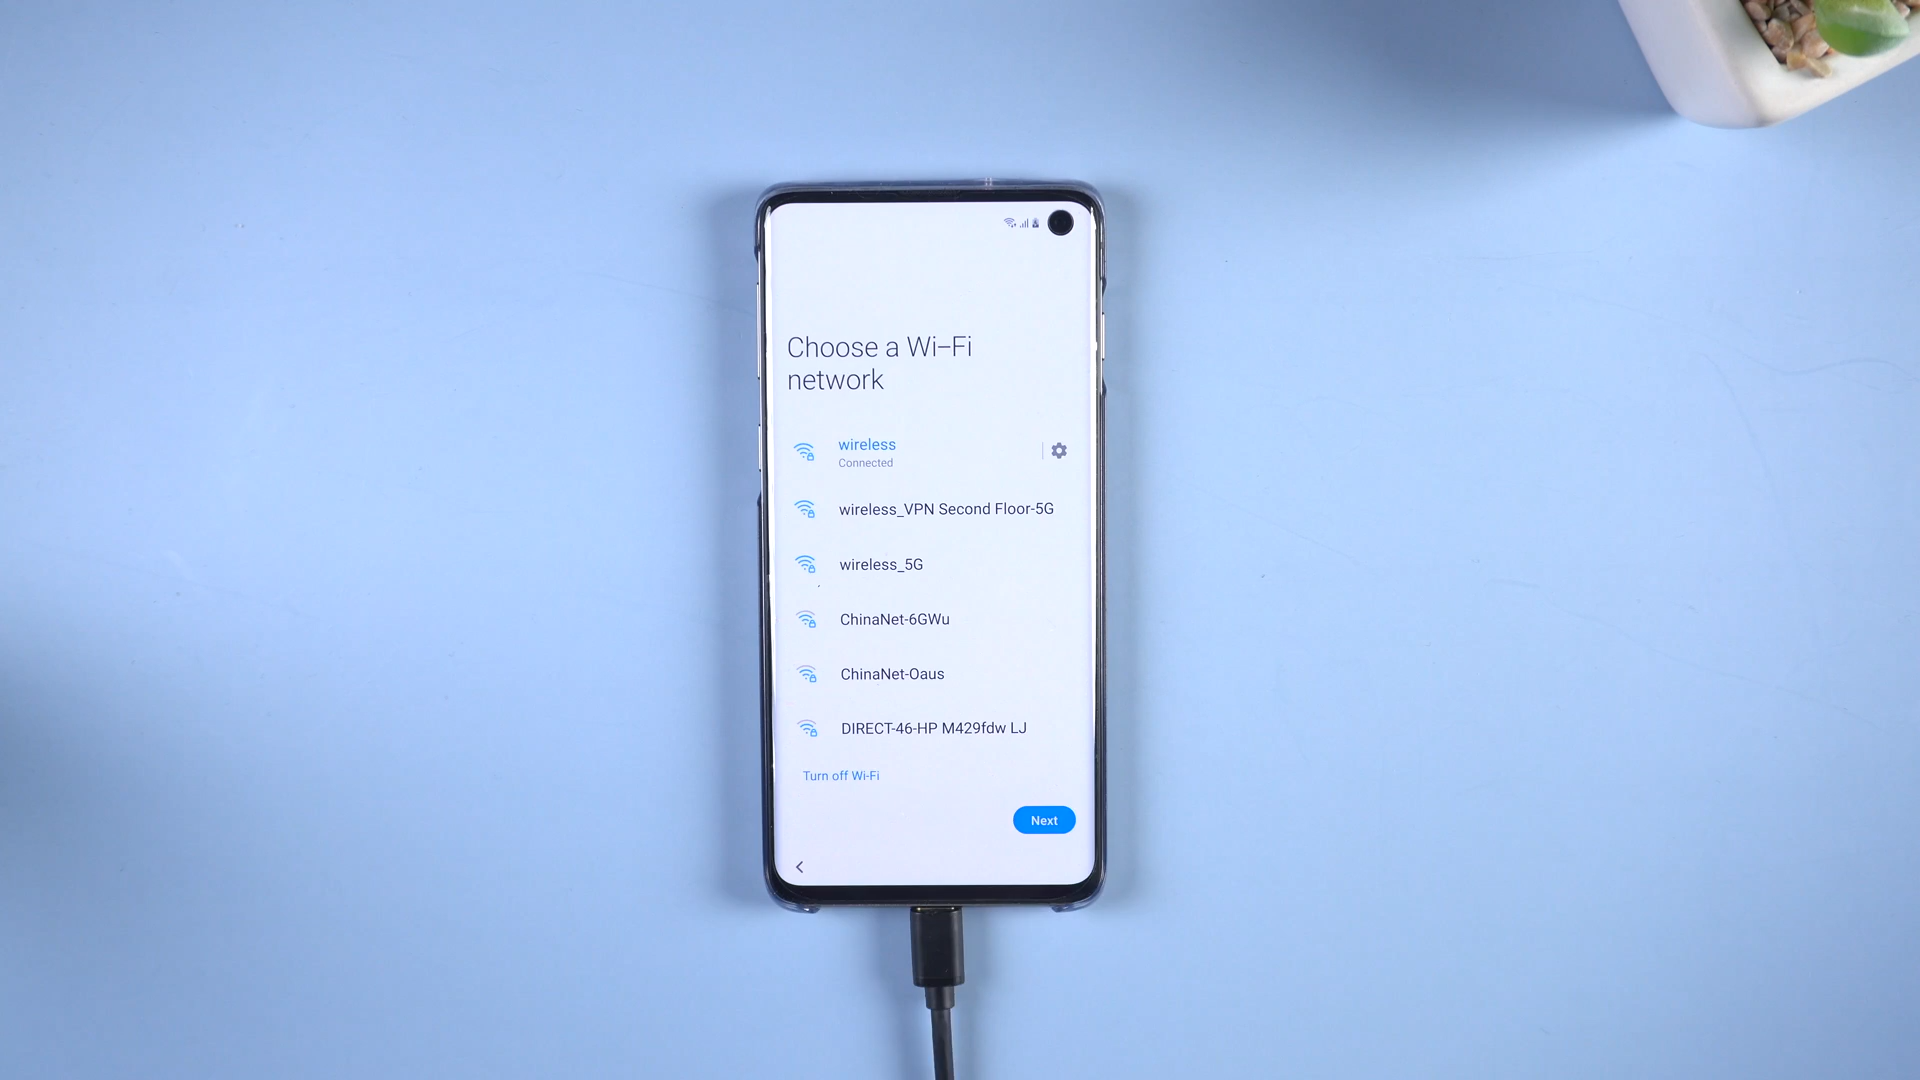 Choose a Wi-Fi
network
wireless
Connected
wireless_VPN Second Floor-5G
wireless_5G
ChinaNet-6GWu
ChinaNet-Oaus
DIRECT-46-HP M429fdw LJ
Turn off Wi-Fi
Next